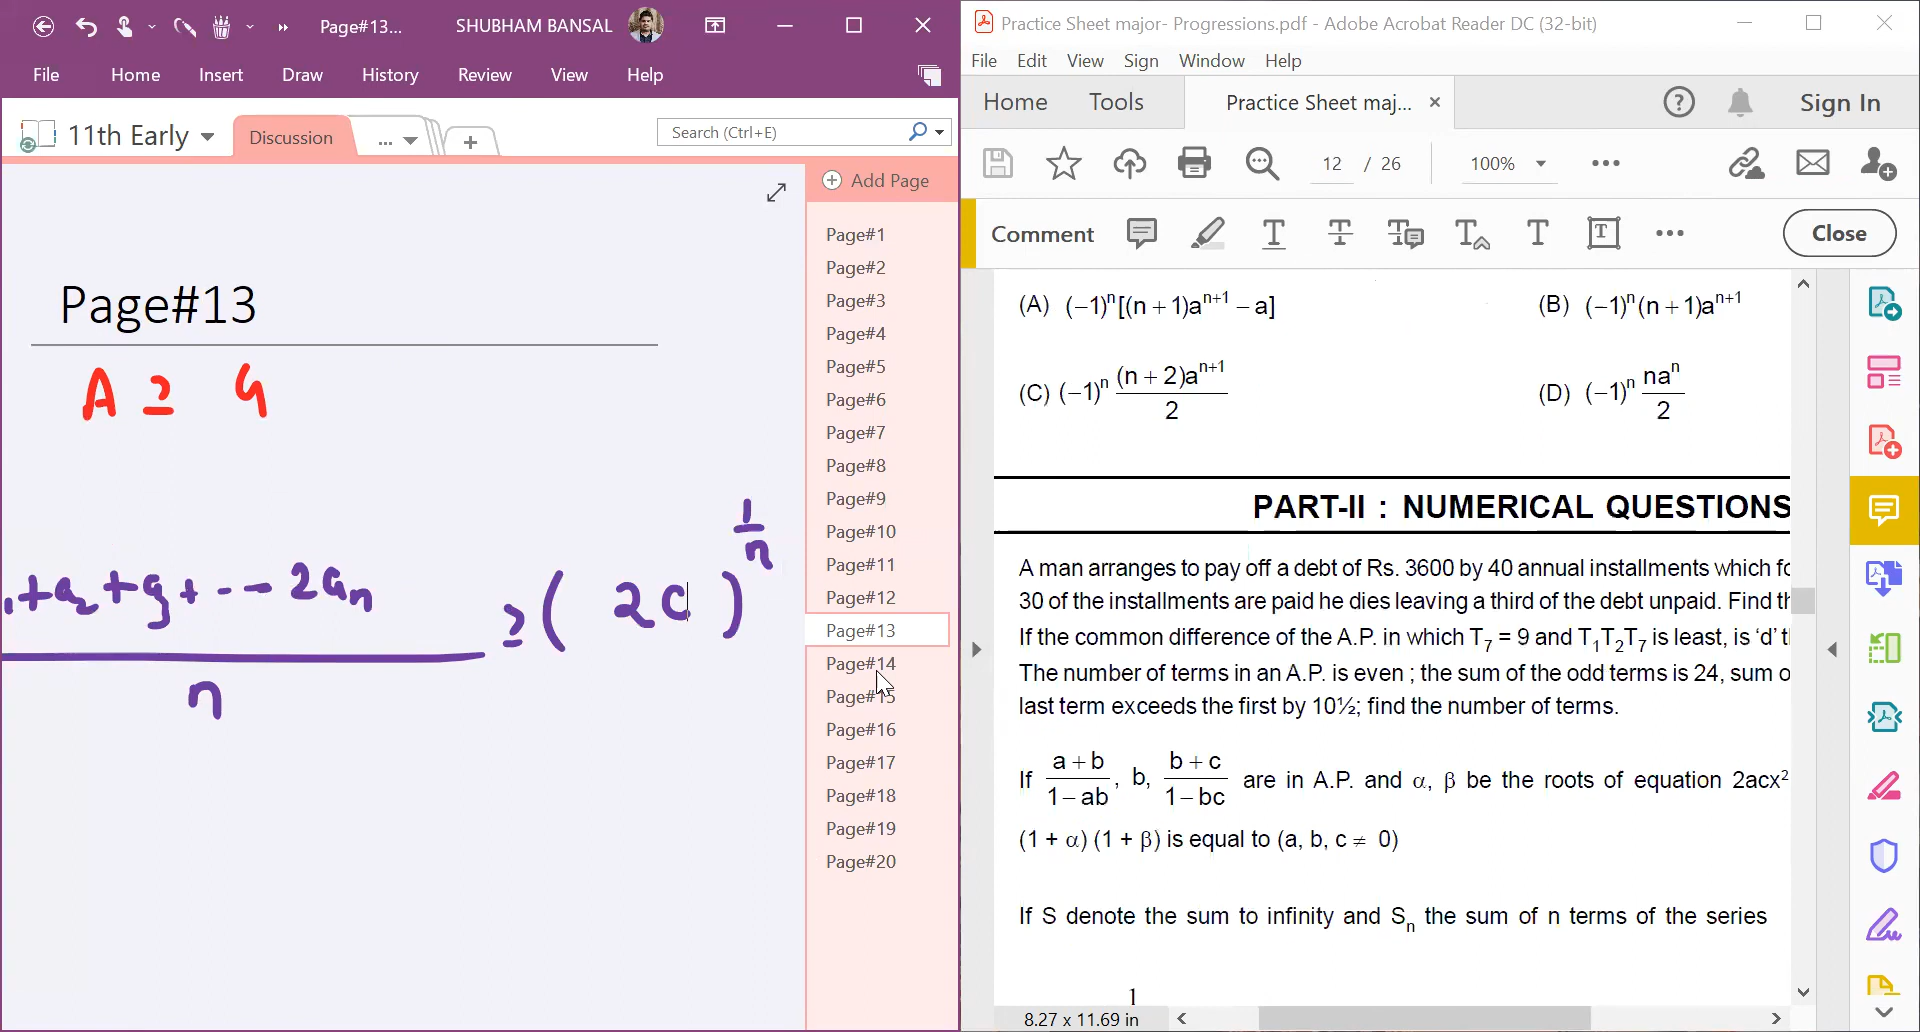 Page#13...
SHUBHAM BANSAL
File Home Insert Draw History Review View Help
11th Early
Discussion
...
+
Search (Ctrl+E)
Add Page
Page#1
Page#2
Page#3
Page#4
Page#5
Page#6
Page#7
Page#8
Page#9
Page#10
Page#11
Page#12
Page#13
Page#14
Page#15
Page#16
Page#17
Page#18
Page#19
Page#20
Page#13
A ≥ G
+a₂+a₃+ ---- 2aₙ / n ≥ ( 2c )^(1/n)
Practice Sheet major- Progressions.pdf - Adobe Acrobat Reader DC (32-bit)
File Edit View Sign Window Help
Home Tools Practice Sheet maj... × Sign In
12 / 26 100%
Comment Close
(A) (−1)ⁿ[(n + 1)aⁿ⁺¹ − a] (B) (−1)ⁿ(n + 1)aⁿ⁺¹
(C) (−1)ⁿ (n + 2)aⁿ⁺¹ / 2 (D) (−1)ⁿ naⁿ / 2
PART-II : NUMERICAL QUESTIONS
A man arranges to pay off a debt of Rs. 3600 by 40 annual installments which
30 of the installments are paid he dies leaving a third of the debt unpaid. Find
If the common difference of the A.P. in which T₇ = 9 and T₁T₂T₇ is least, is 'd'
The number of terms in an A.P. is even ; the sum of the odd terms is 24, sum
last term exceeds the first by 10½; find the number of terms.
If (a + b)/(1 − ab), b, (b + c)/(1 − bc) are in A.P. and α, β be the roots of equation 2acx²
(1 + α) (1 + β) is equal to (a, b, c ≠ 0)
If S denote the sum to infinity and Sₙ the sum of n terms of the series
1
8.27 x 11.69 in